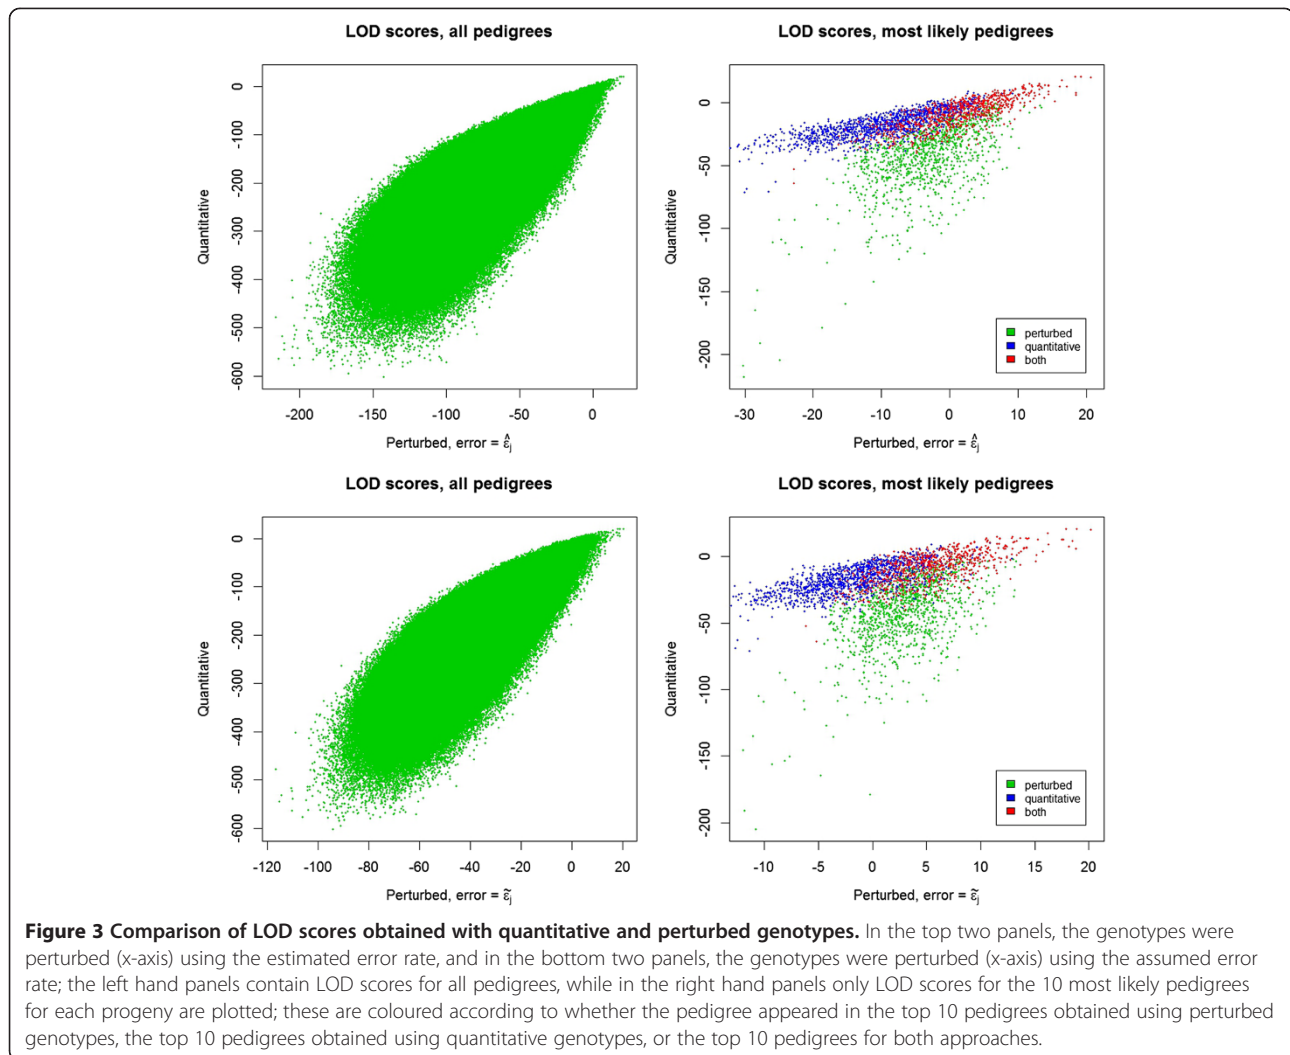 LOD scores, all pedigrees
Quantitative
0
-100
-200
-300
-400
-500
-600
-200 -150 -100 -50 0
Perturbed, error = ε̂j
LOD scores, most likely pedigrees
Quantitative
0
-50
-100
-150
-200
perturbed
quantitative
both
-30 -20 -10 0 10 20
Perturbed, error = ε̂j
LOD scores, all pedigrees
Quantitative
0
-100
-200
-300
-400
-500
-600
-120 -100 -80 -60 -40 -20 0 20
Perturbed, error = ε̃j
LOD scores, most likely pedigrees
Quantitative
0
-50
-100
-150
-200
perturbed
quantitative
both
-10 -5 0 5 10 15 20
Perturbed, error = ε̃j
Figure 3 Comparison of LOD scores obtained with quantitative and perturbed genotypes. In the top two panels, the genotypes were
perturbed (x-axis) using the estimated error rate, and in the bottom two panels, the genotypes were perturbed (x-axis) using the assumed error
rate; the left hand panels contain LOD scores for all pedigrees, while in the right hand panels only LOD scores for the 10 most likely pedigrees
for each progeny are plotted; these are coloured according to whether the pedigree appeared in the top 10 pedigrees obtained using perturbed
genotypes, the top 10 pedigrees obtained using quantitative genotypes, or the top 10 pedigrees for both approaches.